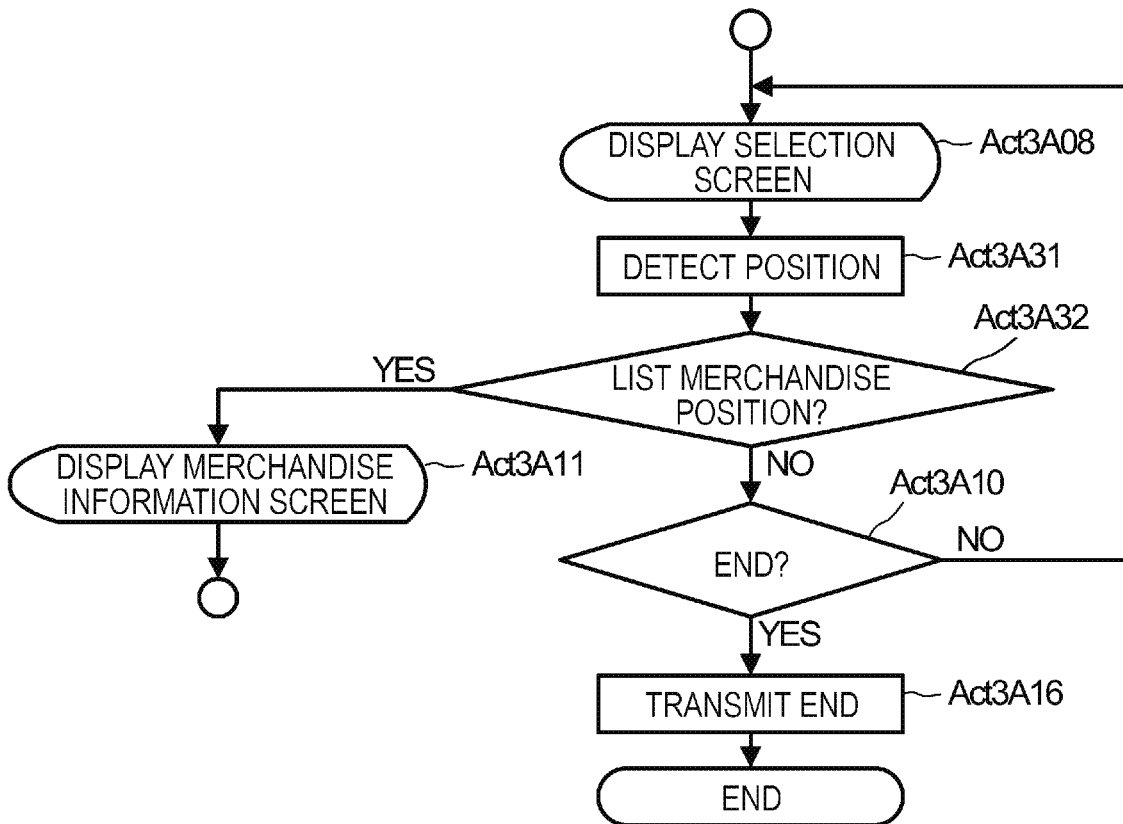 DISPLAY SELECTION
SCREEN
Act3A08
DETECT POSITION
Act3A31
Act3A32
YES
LIST MERCHANDISE
POSITION?
DISPLAY MERCHANDISE
INFORMATION SCREEN
Act3A11
NO
Act3A10
END?
NO
YES
TRANSMIT END
Act3A16
END